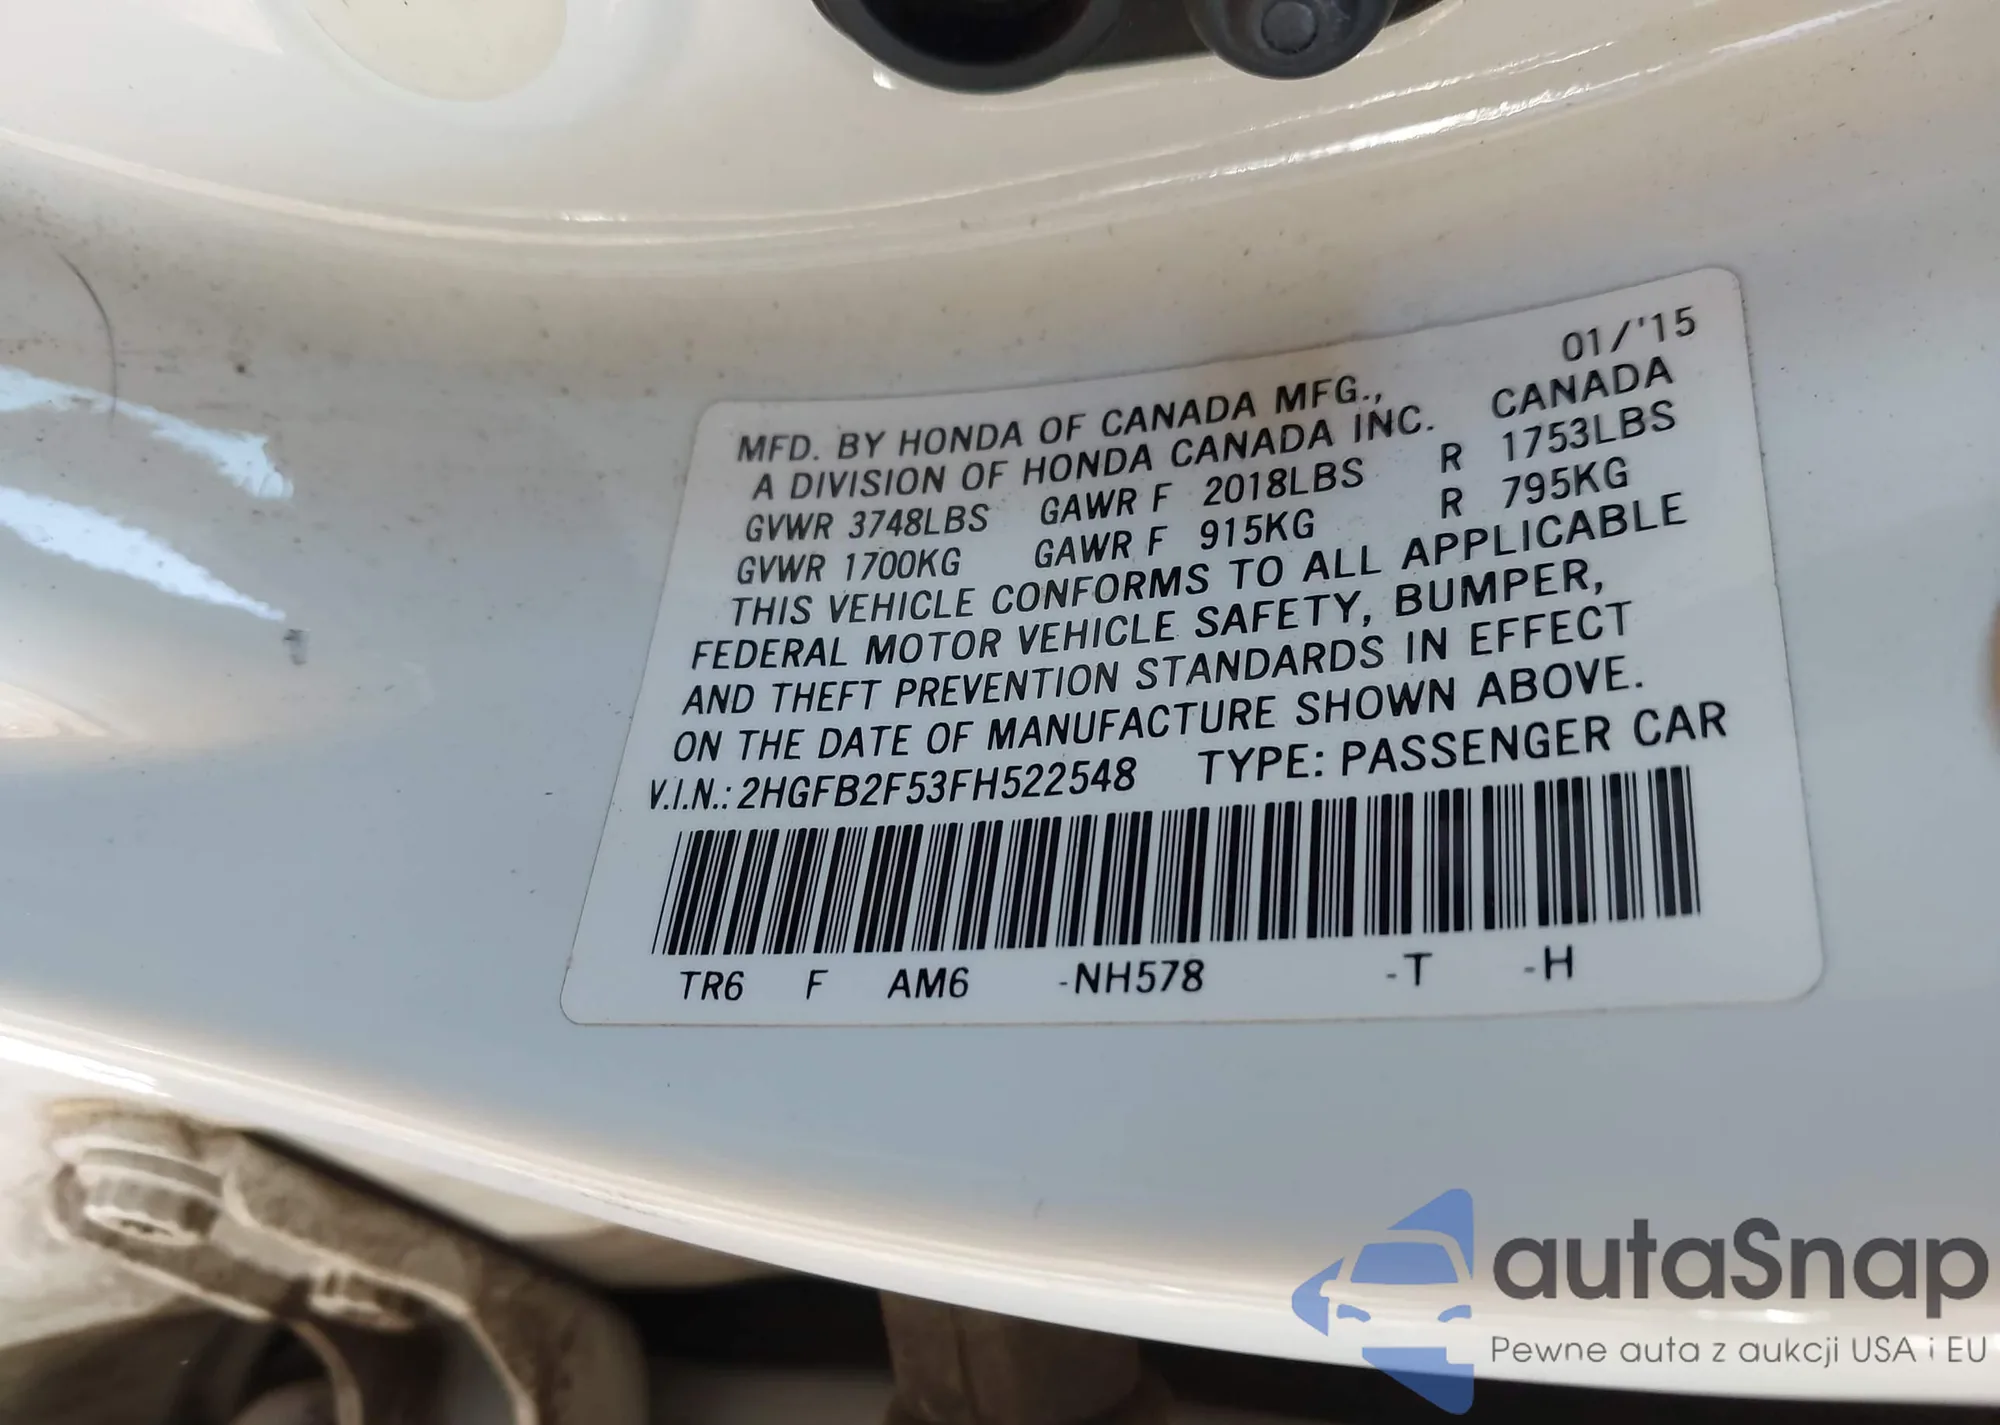 01/'15
MFD. BY HONDA OF CANADA MFG.,
A DIVISION OF HONDA CANADA INC. CANADA
GVWR 3748LBS GAWR F 2018LBS R 1753LBS
GVWR 1700KG GAWR F 915KG R 795KG
THIS VEHICLE CONFORMS TO ALL APPLICABLE
FEDERAL MOTOR VEHICLE SAFETY, BUMPER,
AND THEFT PREVENTION STANDARDS IN EFFECT
ON THE DATE OF MANUFACTURE SHOWN ABOVE.
V.I.N.: 2HGFB2F53FH522548 TYPE: PASSENGER CAR
TR6 F AM6 -NH578 -T -H
autaSnap
Pewne auta z aukcji USA i EU